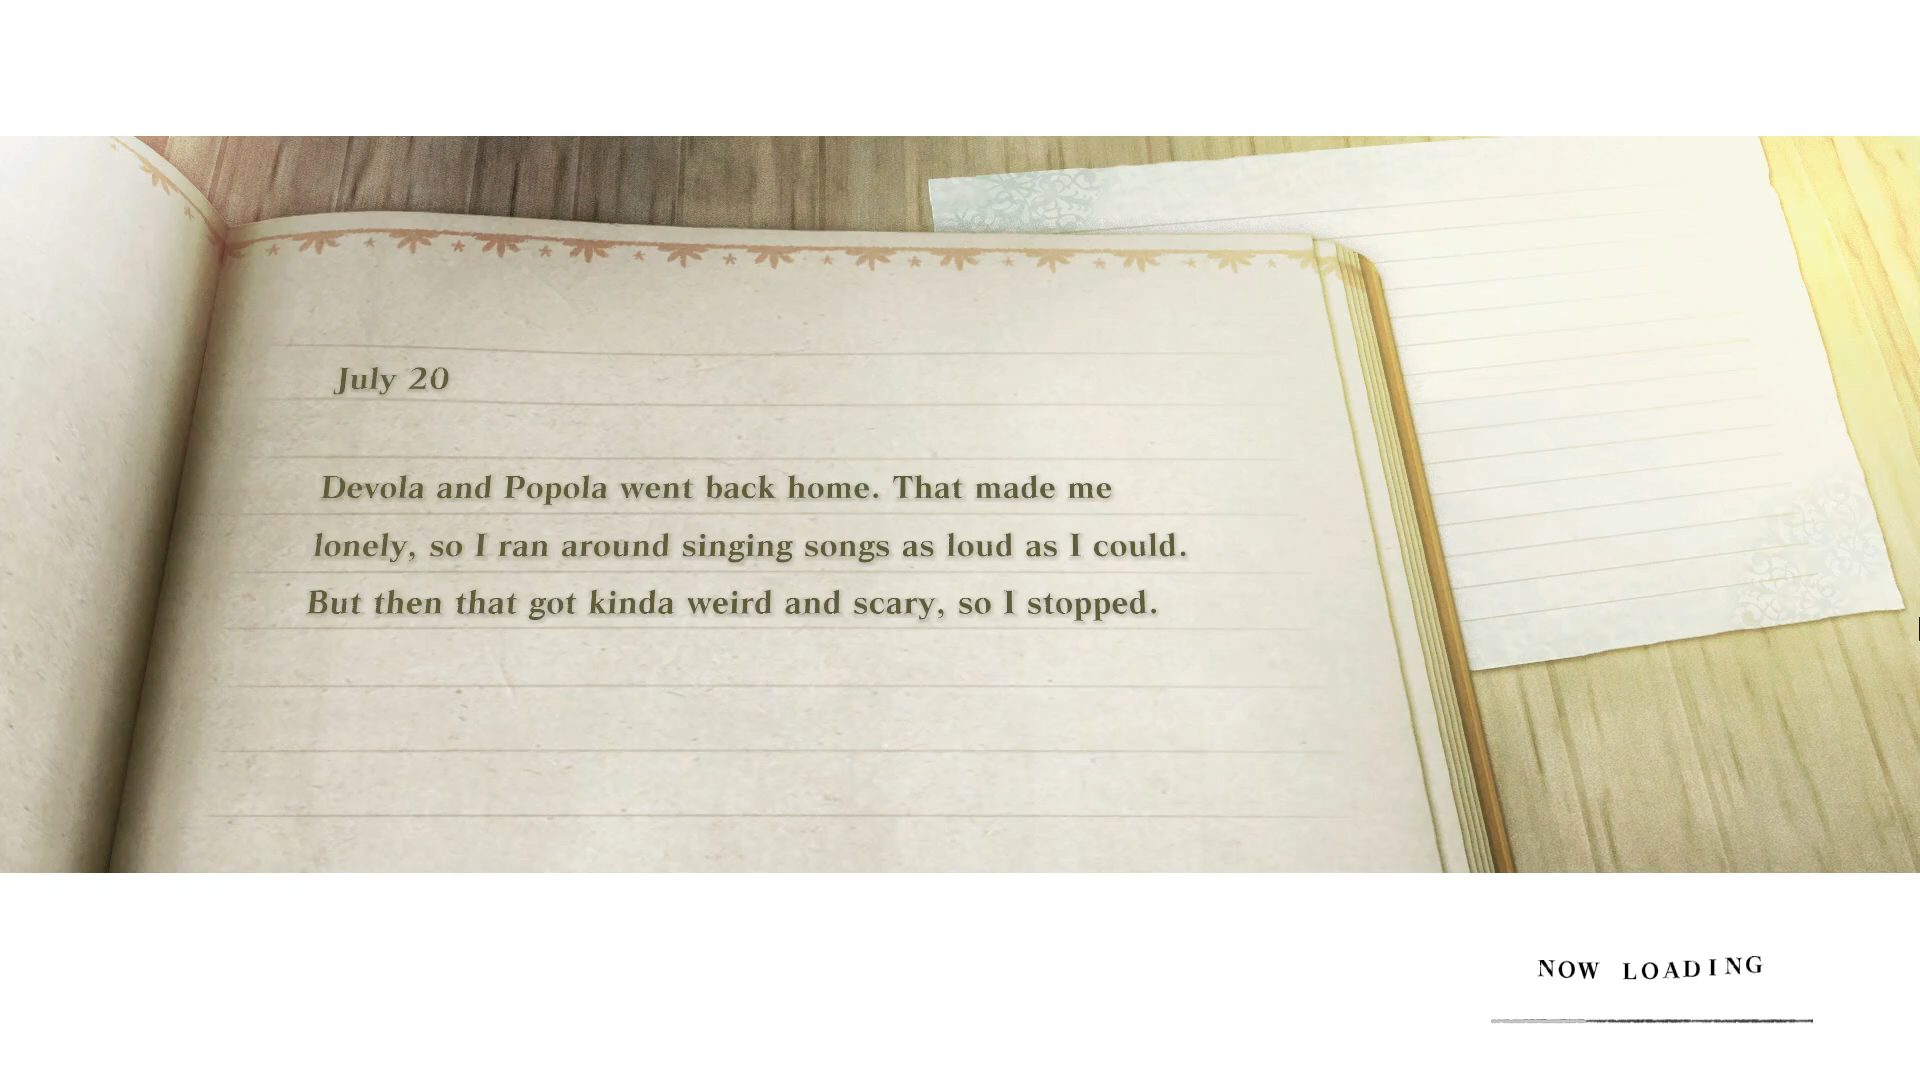 July 20
Devola and Popola went back home. That made me
lonely, so I ran around singing songs as loud as I could.
But then that got kinda weird and scary, so I stopped.
NOW LOADING